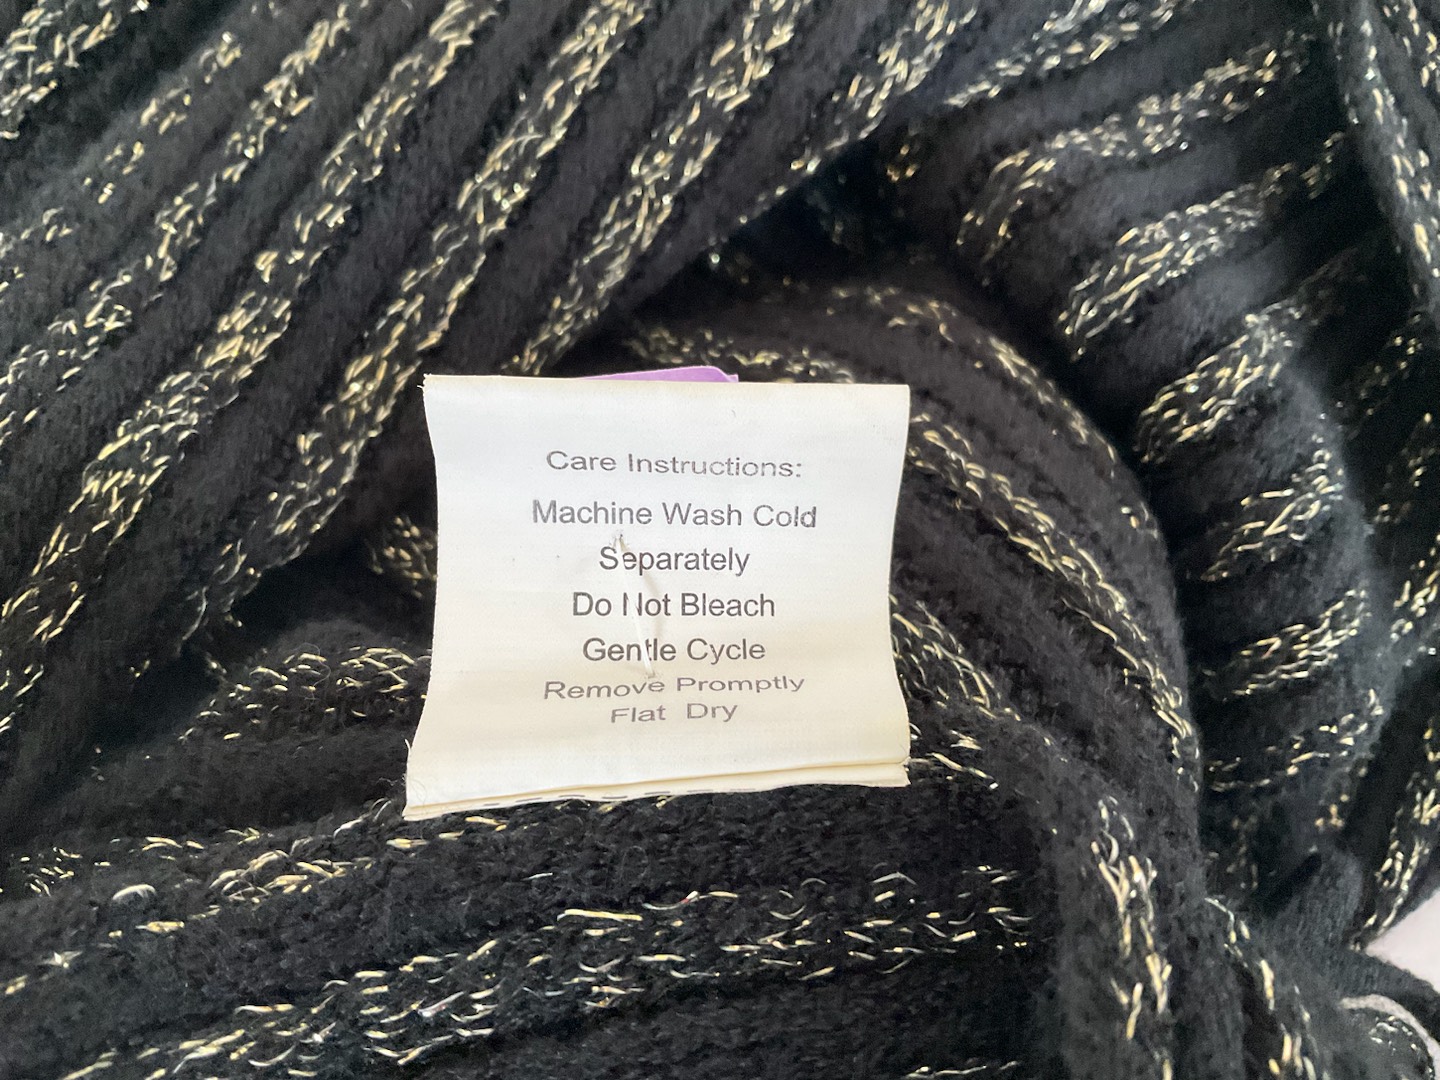 Care Instructions:
Machine Wash Cold
Separately
Do Not Bleach
Gentle Cycle
Remove Promptly
Flat Dry